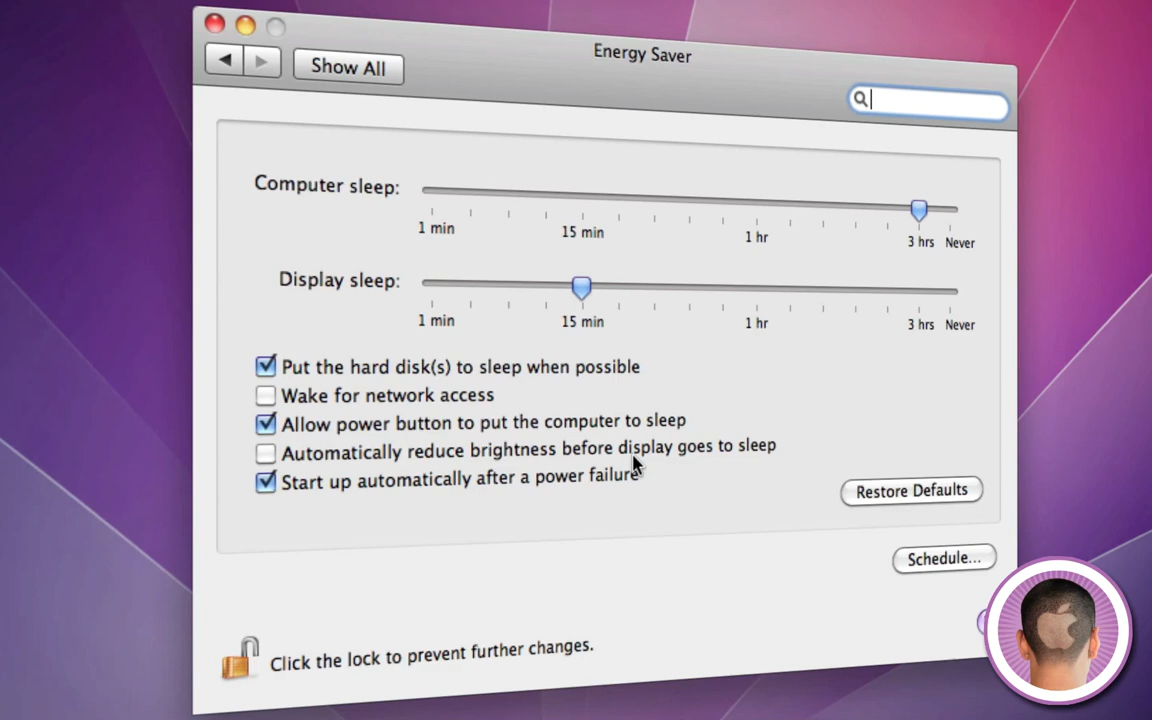 Energy Saver
Show All
Computer sleep:
1 min 15 min 1 hr 3 hrs Never
Display sleep:
1 min 15 min 1 hr 3 hrs Never
Put the hard disk(s) to sleep when possible
Wake for network access
Allow power button to put the computer to sleep
Automatically reduce brightness before display goes to sleep
Start up automatically after a power failure
Restore Defaults
Schedule...
Click the lock to prevent further changes.